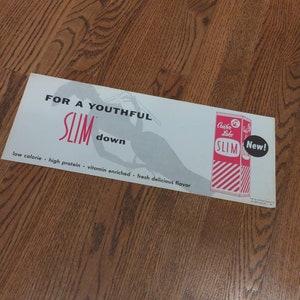 FOR A YOUTHFUL
SLIM down
low calorie · high protein · vitamin enriched · fresh delicious flavor
SLIM
New!